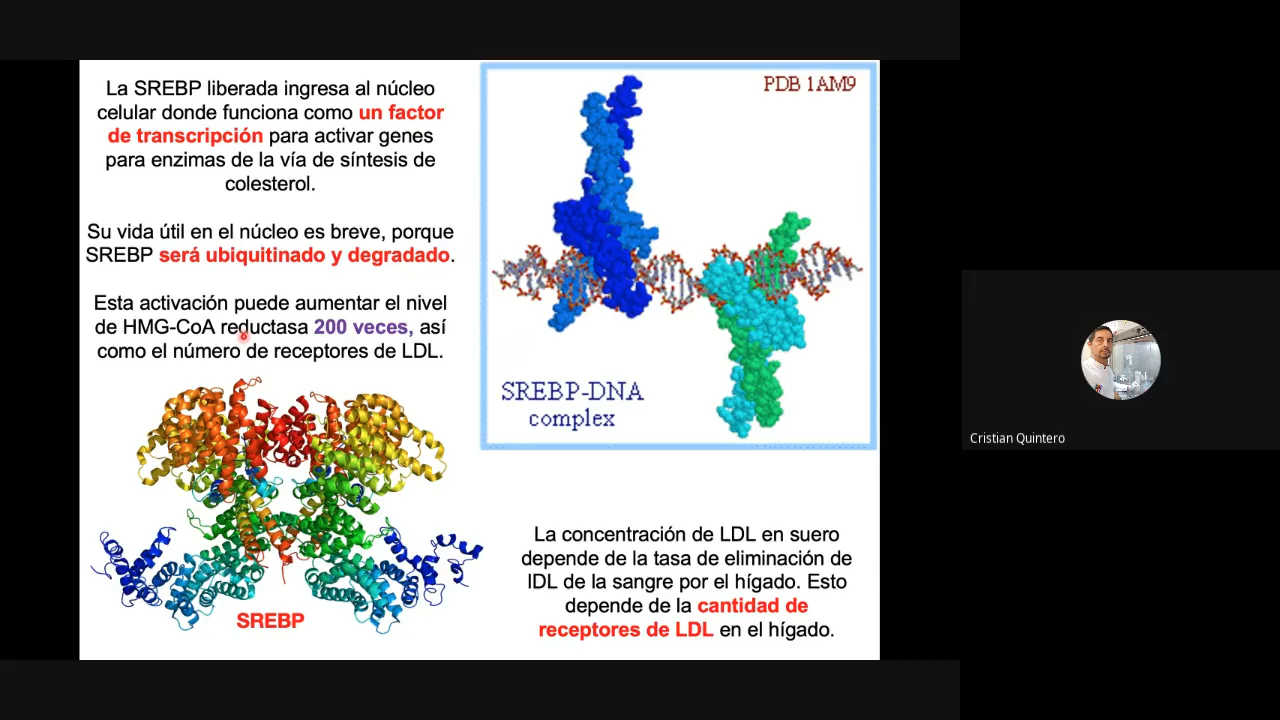 La SREBP liberada ingresa al núcleo
celular donde funciona como un factor
de transcripción para activar genes
para enzimas de la vía de síntesis de
colesterol.
Su vida útil en el núcleo es breve, porque
SREBP será ubiquitinado y degradado.
Esta activación puede aumentar el nivel
de HMG-CoA reductasa 200 veces, así
como el número de receptores de LDL.
SREBP
PDB 1AM9
SREBP-DNA
complex
La concentración de LDL en suero
depende de la tasa de eliminación de
IDL de la sangre por el hígado. Esto
depende de la cantidad de
receptores de LDL en el hígado.
Cristian Quintero